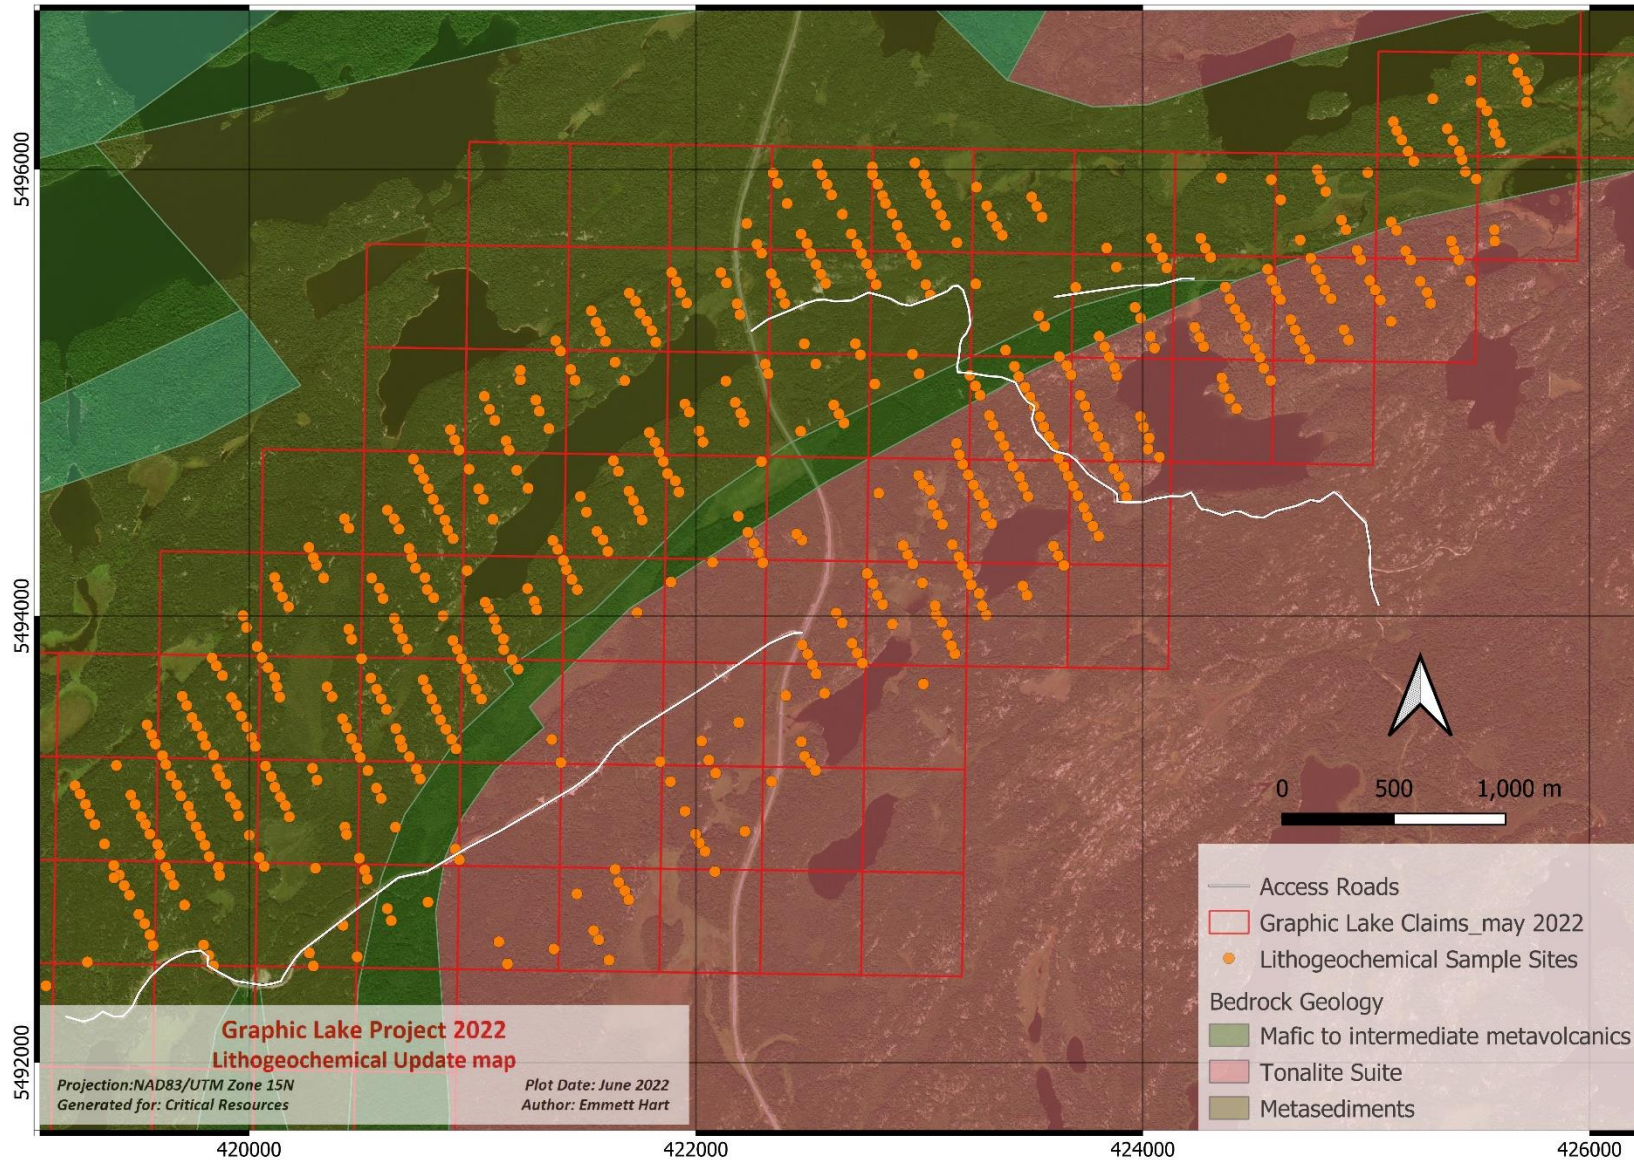 5496000
5494000
5492000
0 500 1,000 m
Access Roads
Graphic Lake Claims_may 2022
Lithogeochemical Sample Sites
Bedrock Geology
Mafic to intermediate metavolcanics
Tonalite Suite
Metasediments
Graphic Lake Project 2022
Lithogeochemical Update map
Projection:NAD83/UTM Zone 15N Plot Date: June 2022
Generated for: Critical Resources Author: Emmett Hart
420000 422000 424000 426000